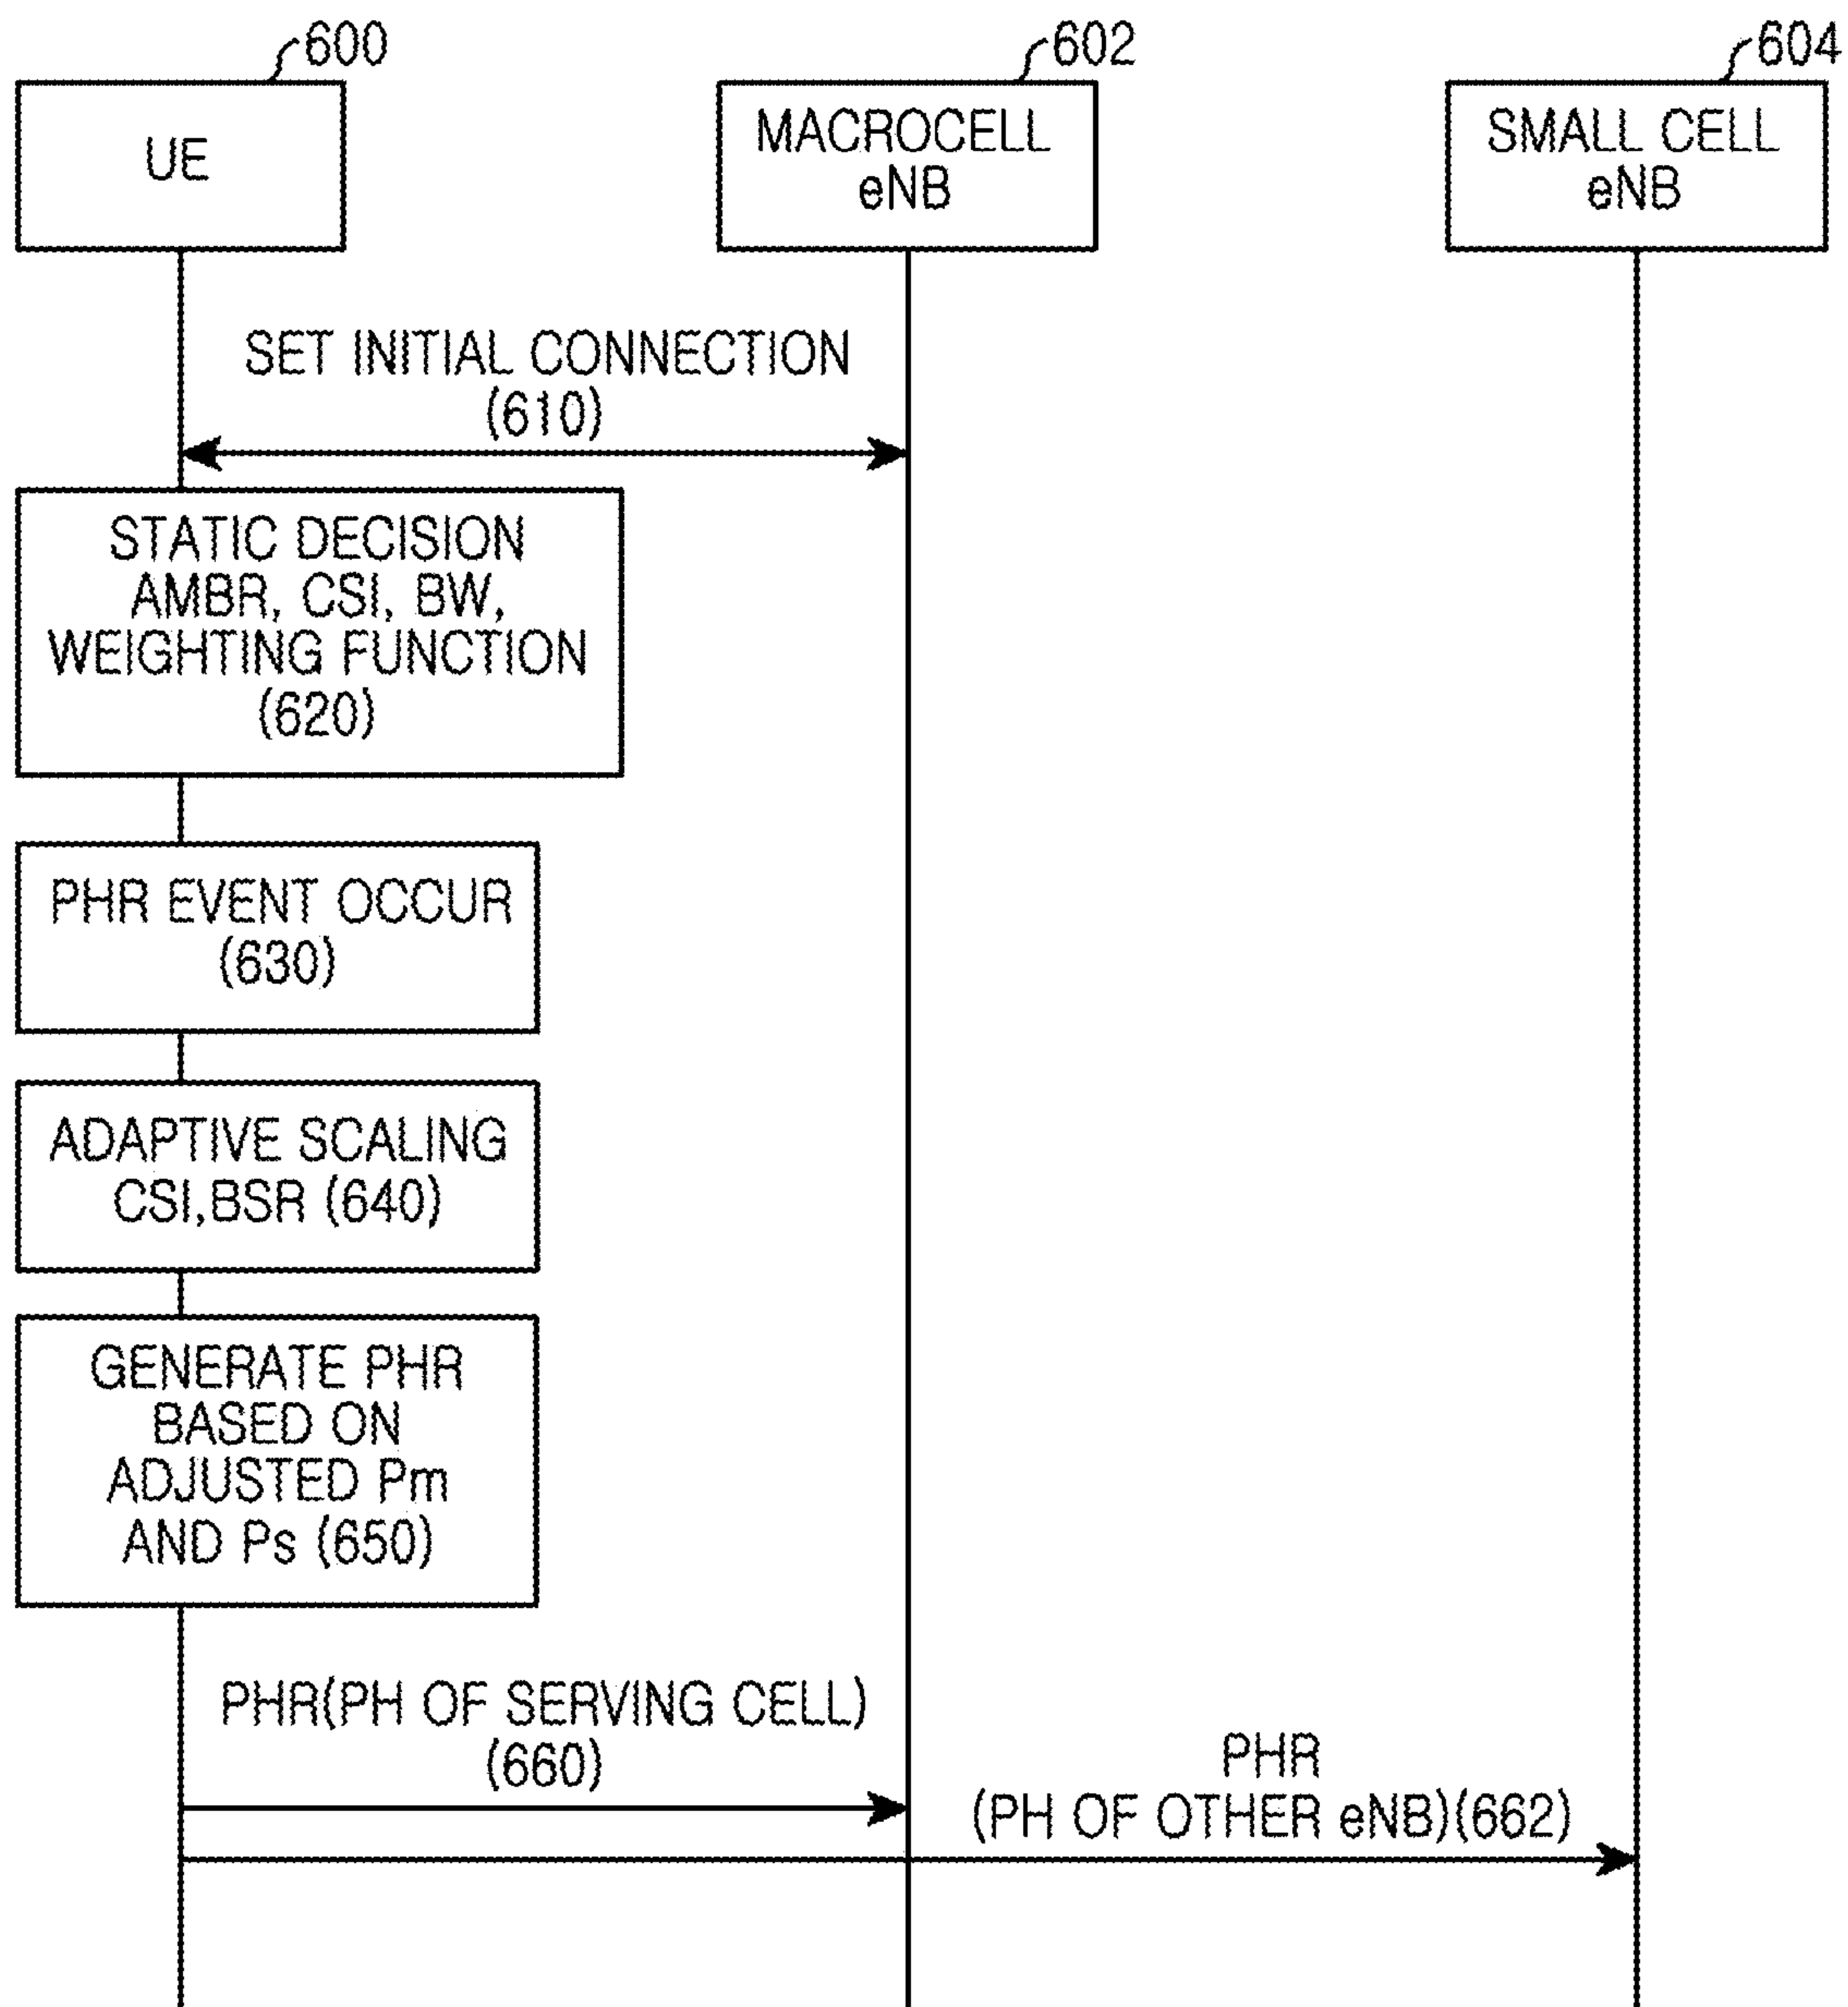 600
602
604
UE
MACROCELL
eNB
SMALL CELL
eNB
SET INITIAL CONNECTION
(610)
STATIC DECISION
AMBR, CSI, BW,
WEIGHTING FUNCTION
(620)
PHR EVENT OCCUR
(630)
ADAPTIVE SCALING
CSI,BSR (640)
GENERATE PHR
BASED ON
ADJUSTED Pm
AND Ps (650)
PHR(PH OF SERVING CELL)
(660)
PHR
(PH OF OTHER eNB)(662)